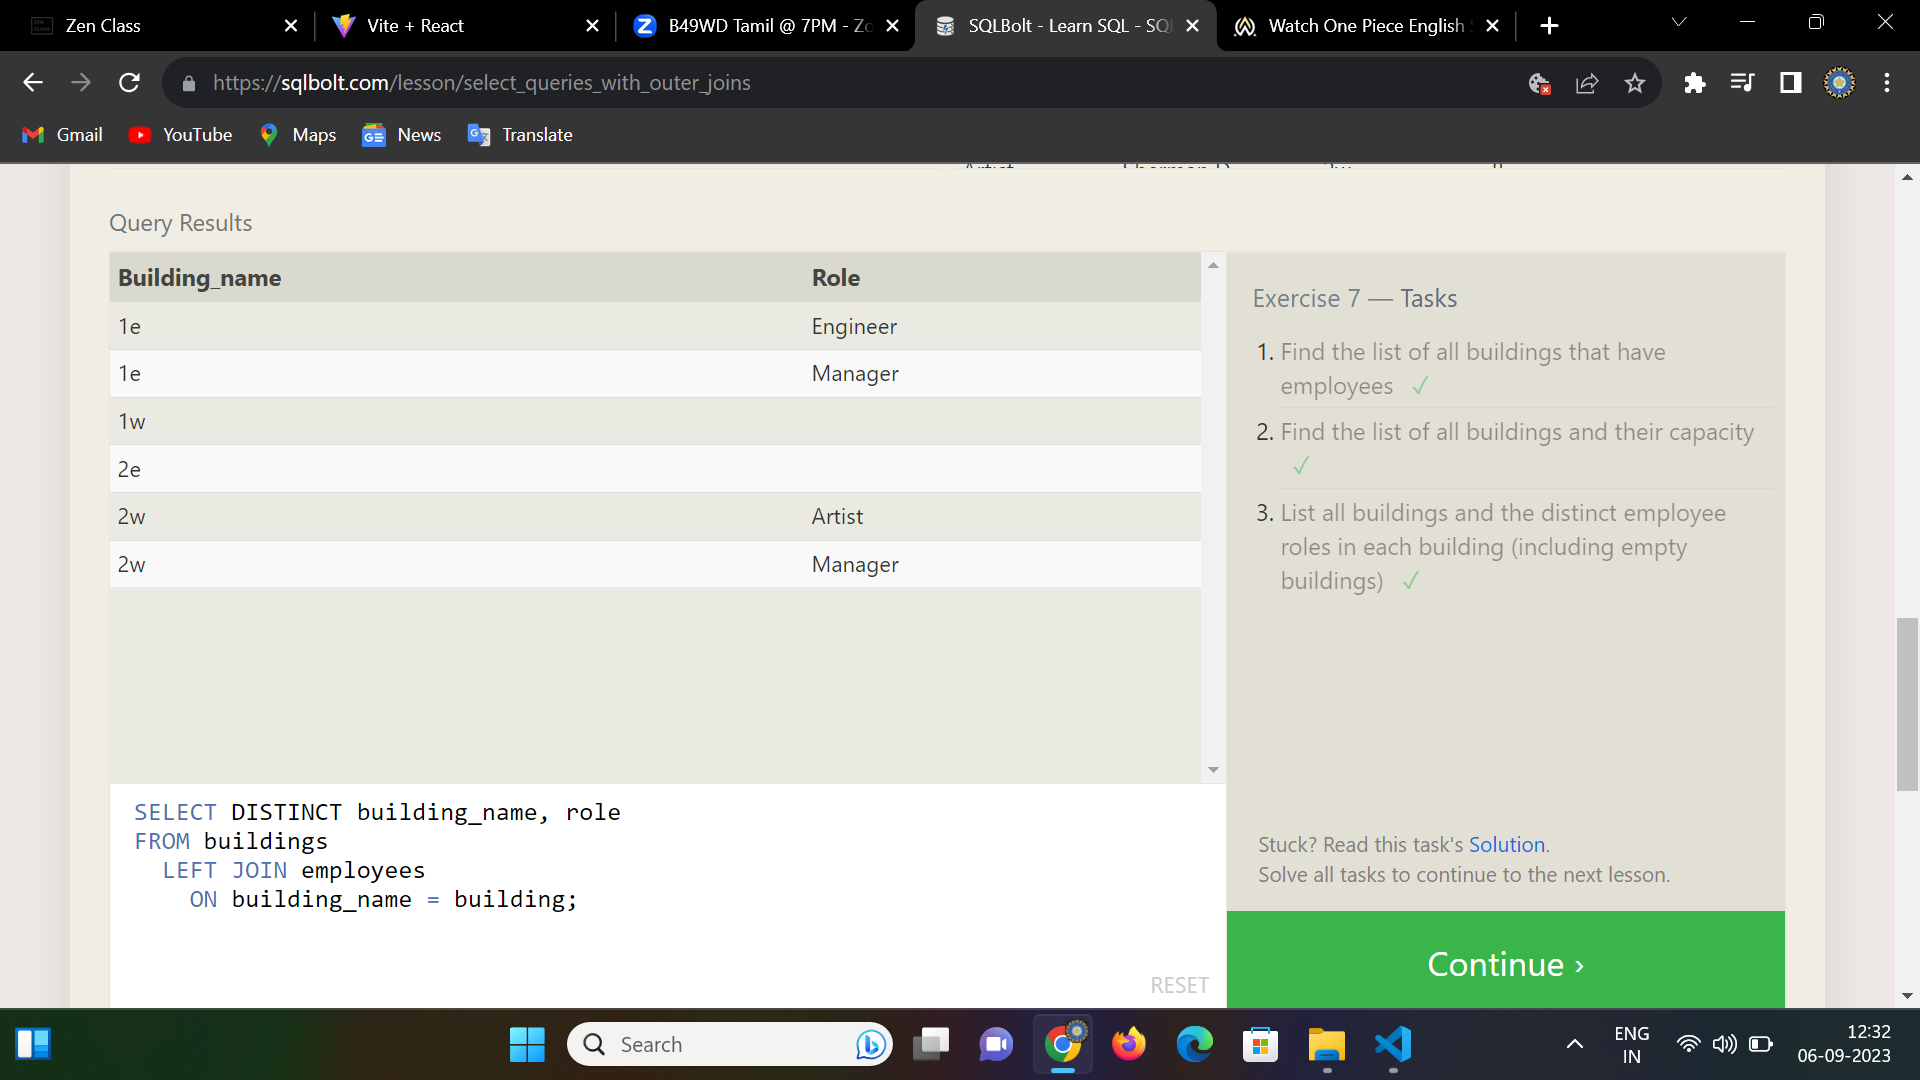 Zen Class
Vite + React
B49WD Tamil @ 7PM - Zo
SQLBolt - Learn SQL - SQ
Watch One Piece English
https://sqlbolt.com/lesson/select_queries_with_outer_joins
Gmail
YouTube
Maps
News
Translate
Query Results
Building_name Role
1e Engineer
1e Manager
1w
2e
2w Artist
2w Manager
Exercise 7 — Tasks
1. Find the list of all buildings that have
employees ✓
2. Find the list of all buildings and their capacity
✓
3. List all buildings and the distinct employee
roles in each building (including empty
buildings) ✓
SELECT DISTINCT building_name, role
FROM buildings
LEFT JOIN employees
ON building_name = building;
RESET
Stuck? Read this task's Solution.
Solve all tasks to continue to the next lesson.
Continue ›
Search
ENG
IN
12:32
06-09-2023